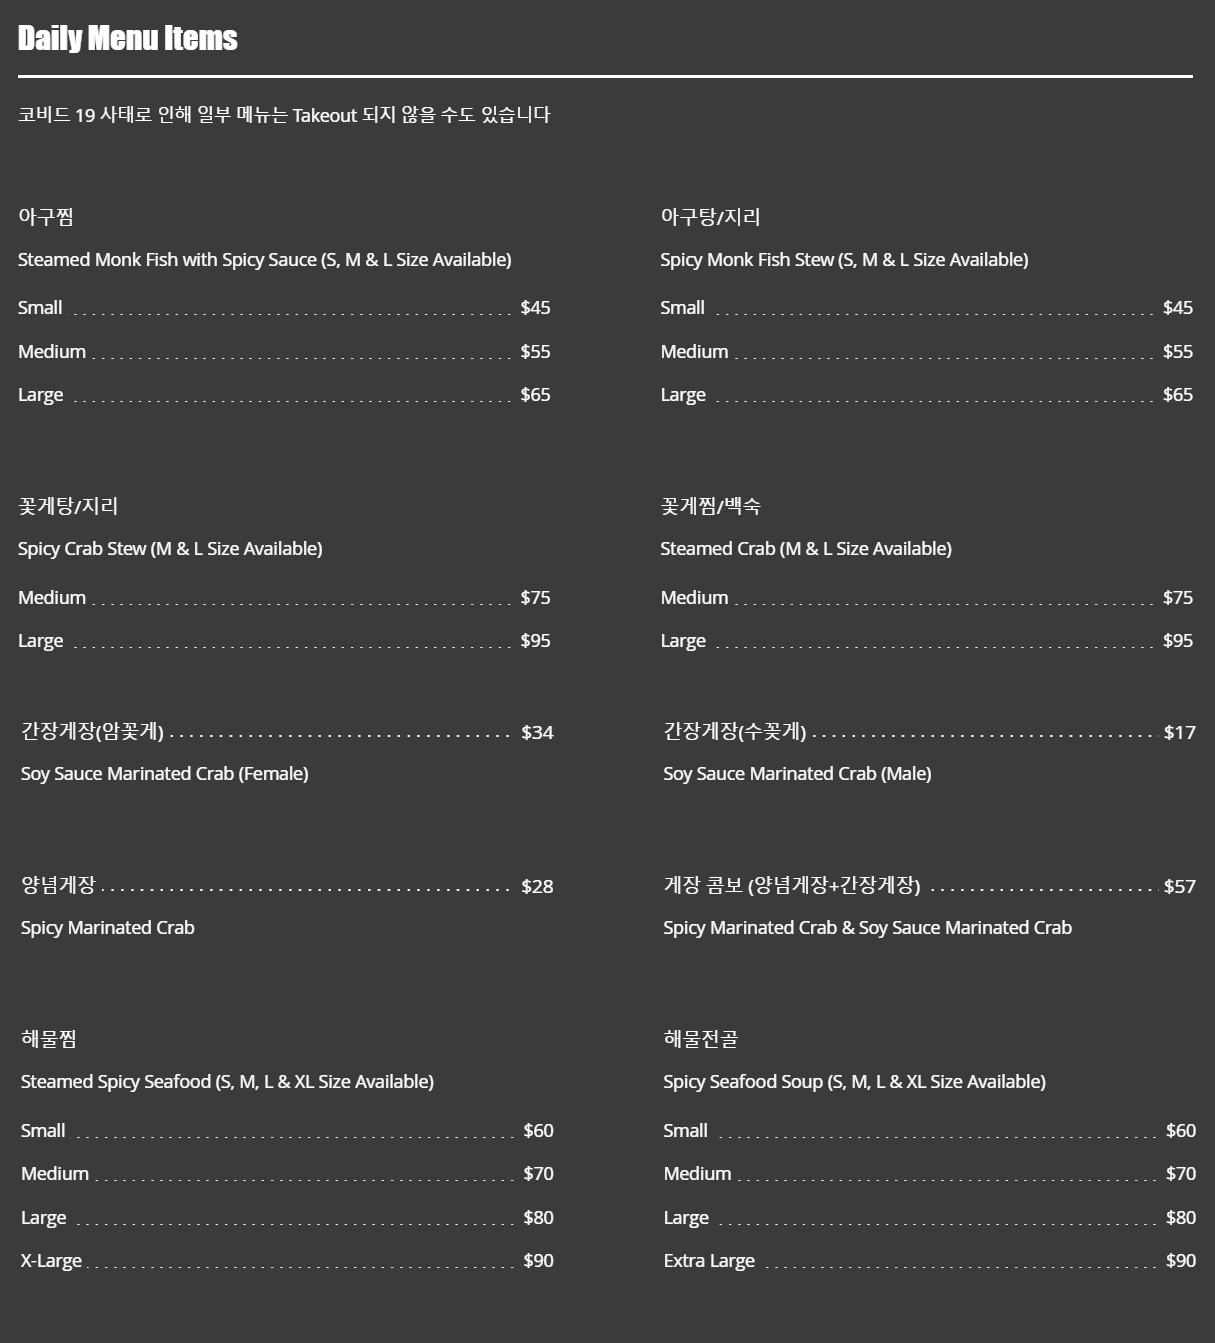 Daily Menu Items
코비드 19 사태로 인해 일부 메뉴는 Takeout 되지 않을 수도 있습니다
아구찜
Steamed Monk Fish with Spicy Sauce (S, M & L Size Available)
Small $45
Medium $55
Large $65
아구탕/지리
Spicy Monk Fish Stew (S, M & L Size Available)
Small $45
Medium $55
Large $65
꽃게탕/지리
Spicy Crab Stew (M & L Size Available)
Medium $75
Large $95
꽃게찜/백숙
Steamed Crab (M & L Size Available)
Medium $75
Large $95
간장게장(암꽃게) $34
Soy Sauce Marinated Crab (Female)
간장게장(수꽃게) $17
Soy Sauce Marinated Crab (Male)
양념게장 $28
Spicy Marinated Crab
게장 콤보 (양념게장+간장게장) $57
Spicy Marinated Crab & Soy Sauce Marinated Crab
해물찜
Steamed Spicy Seafood (S, M, L & XL Size Available)
Small $60
Medium $70
Large $80
X-Large $90
해물전골
Spicy Seafood Soup (S, M, L & XL Size Available)
Small $60
Medium $70
Large $80
Extra Large $90